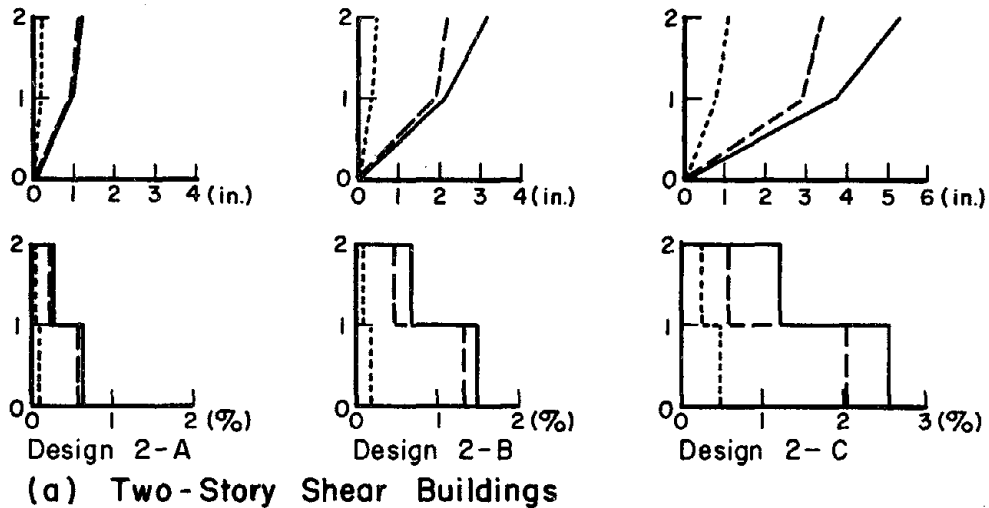 2 2 2
1 1 1
0 0 0
0 1 2 3 4 (in.) 0 1 2 3 4 (in.) 0 1 2 3 4 5 6 (in.)
2 2 2
1 1 1
0 0 0
0 1 2 (%) 0 1 2 (%) 0 1 2 3 (%)
Design 2-A Design 2-B Design 2-C
(a) Two-Story Shear Buildings